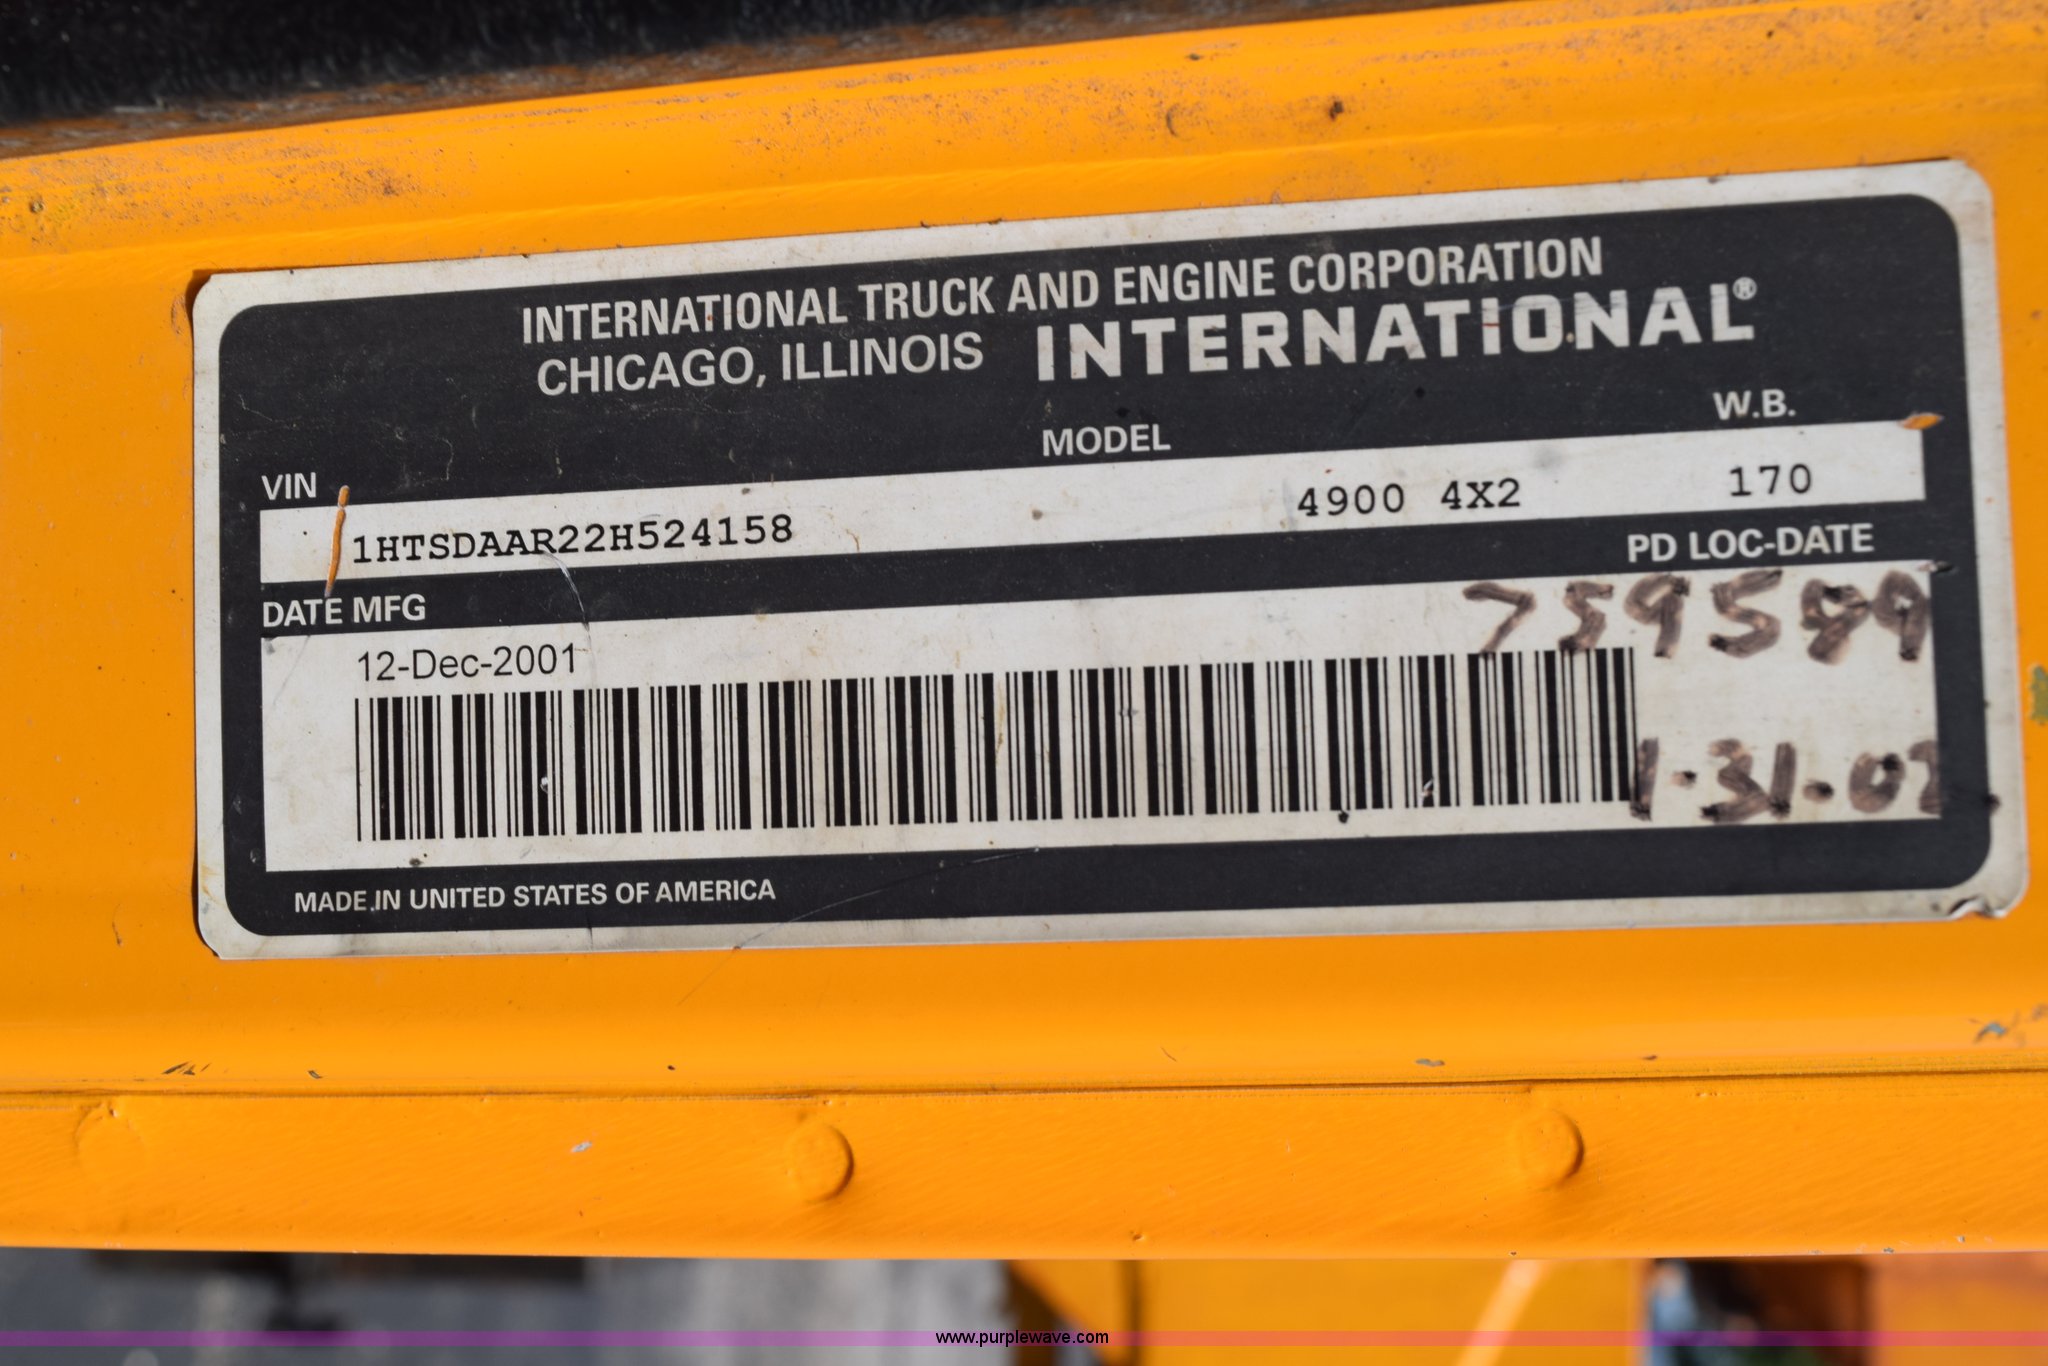 INTERNATIONAL TRUCK AND ENGINE CORPORATION
CHICAGO, ILLINOIS INTERNATIONAL®
VIN MODEL W.B.
1HTSDAAR22H524158 4900 4X2 170
DATE MFG PD LOC-DATE
12-Dec-2001 759589
1-31-02
MADE IN UNITED STATES OF AMERICA
www.purplewave.com